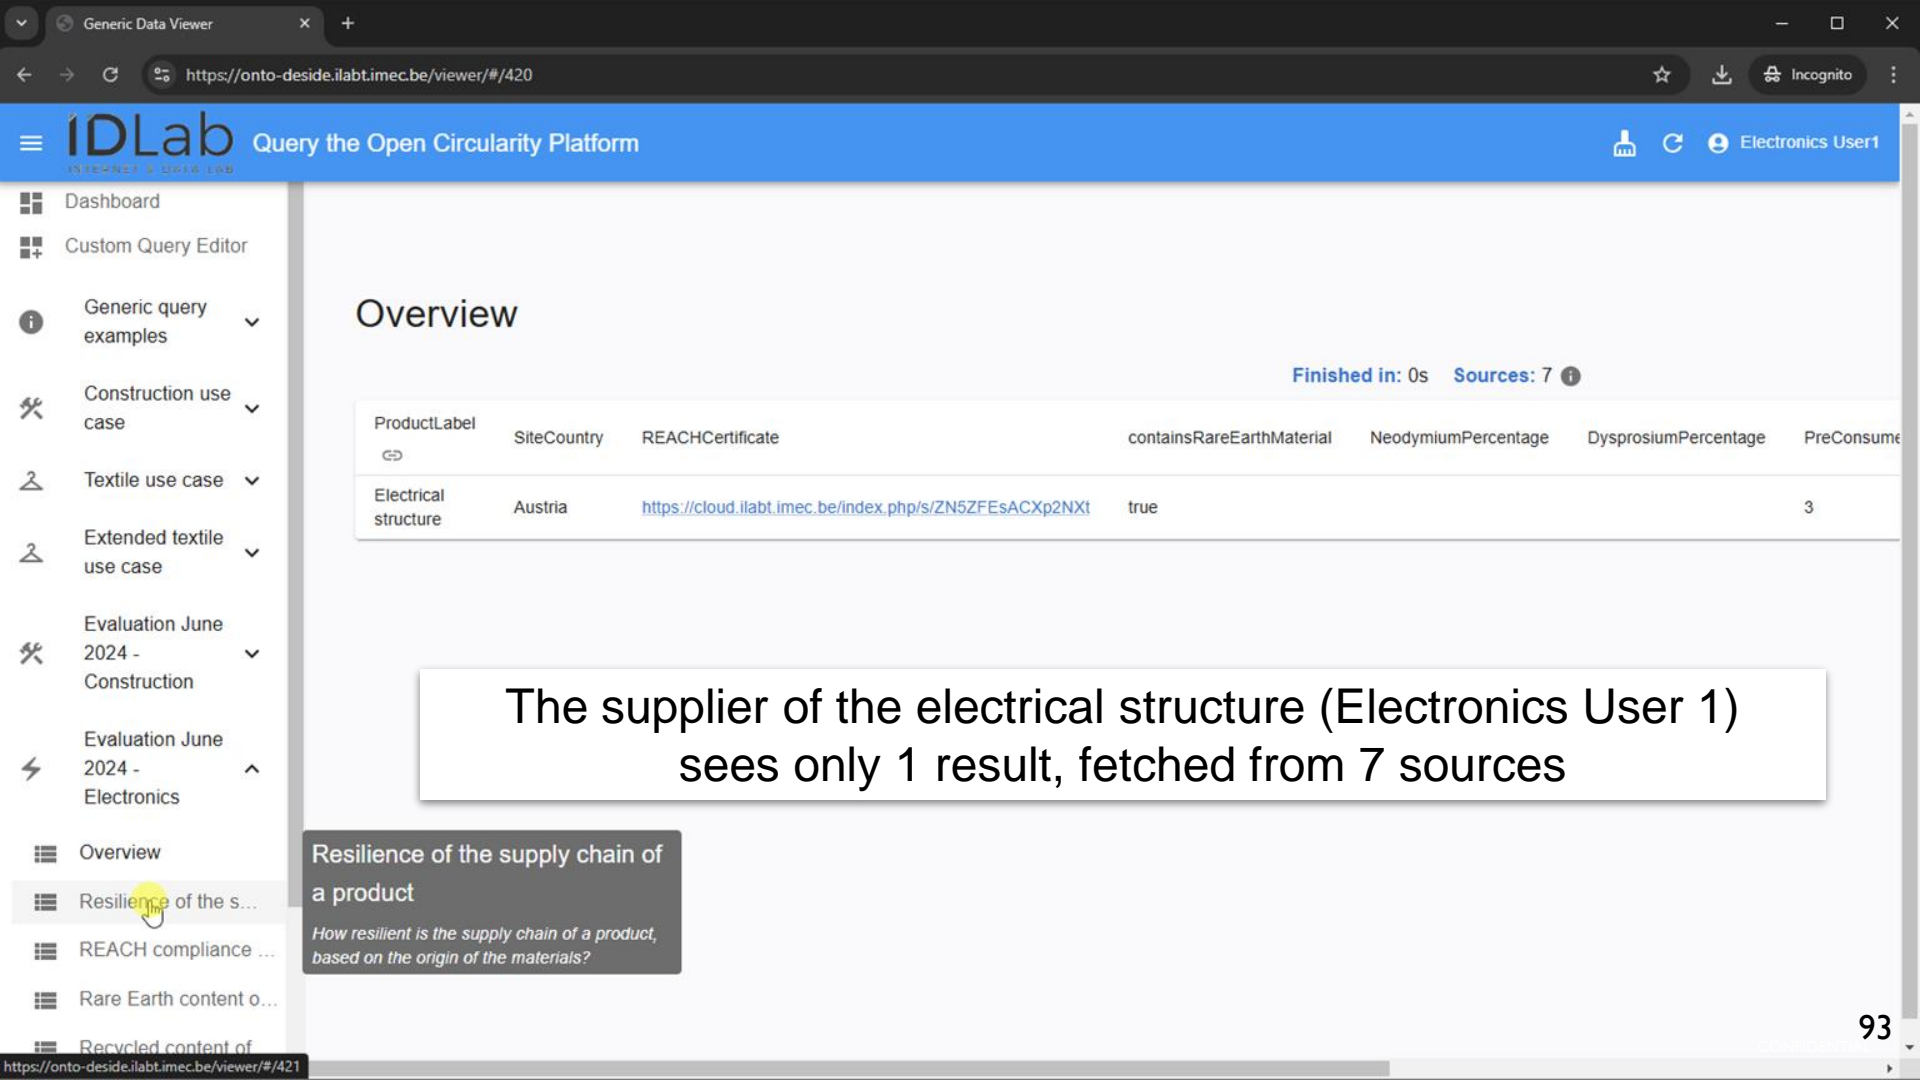 Generic Data Viewer
https://onto-deside.ilabt.imec.be/viewer/#/420
Incognito
IDLab
INTERNET & DATA LAB
Query the Open Circularity Platform
Electronics User1
Dashboard
Custom Query Editor
Generic query
examples
Construction use
case
Textile use case
Extended textile
use case
Evaluation June
2024 -
Construction
Evaluation June
2024 -
Electronics
Overview
Resilience of the s...
REACH compliance ...
Rare Earth content o...
Recycled content of
https://onto-deside.ilabt.imec.be/viewer/#/421
Overview
Finished in: 0s Sources: 7
ProductLabel SiteCountry REACHCertificate containsRareEarthMaterial NeodymiumPercentage DysprosiumPercentage PreConsume
Electrical
structure Austria https://cloud.ilabt.imec.be/index.php/s/ZN5ZFEsACXp2NXt true 3
The supplier of the electrical structure (Electronics User 1)
sees only 1 result, fetched from 7 sources
Resilience of the supply chain of
a product
How resilient is the supply chain of a product,
based on the origin of the materials?
93